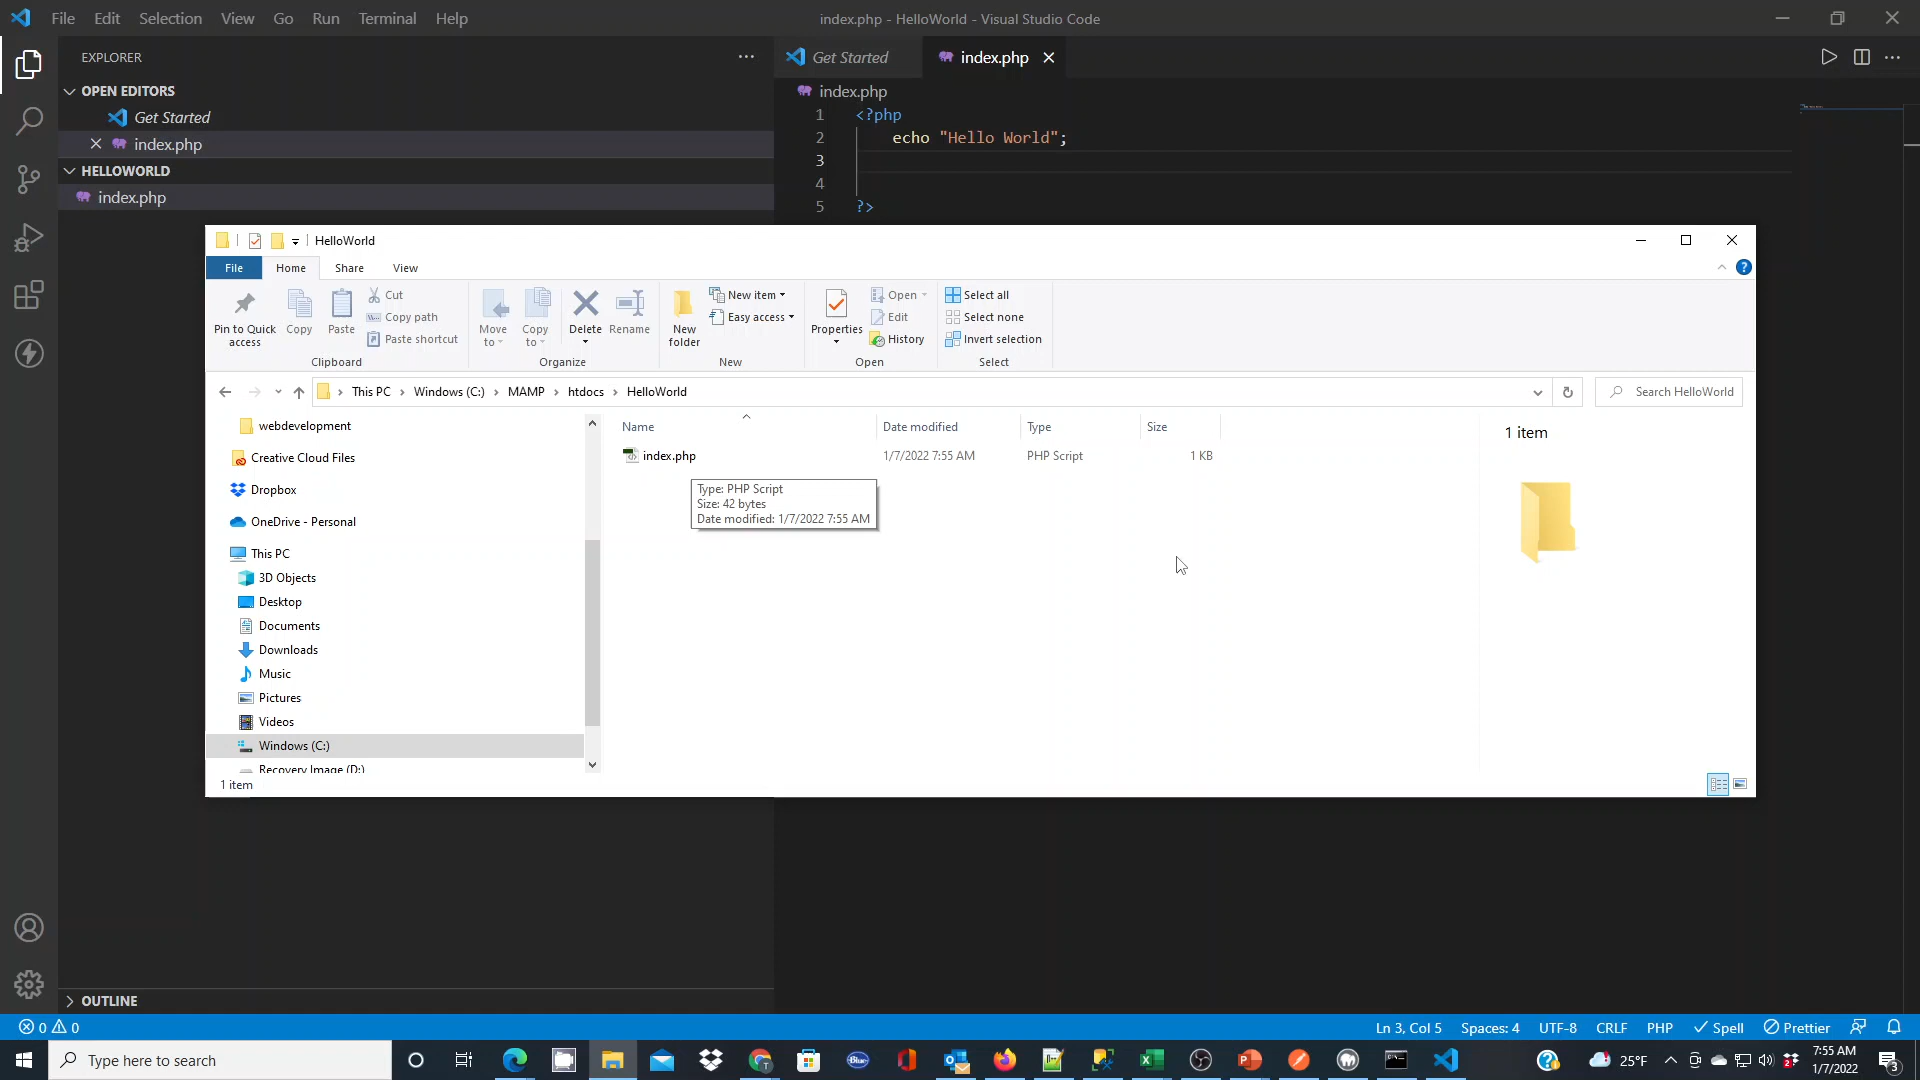 File Edit Selection View Go Run Terminal Help
index.php - HelloWorld - Visual Studio Code
EXPLORER
OPEN EDITORS
Get Started
index.php
HELLOWORLD
index.php
Get Started
index.php
index.php
1 <?php
2 echo "Hello World";
3
4
5 ?>
HelloWorld
File Home Share View
Pin to Quick access
Copy
Paste
Cut
Copy path
Paste shortcut
Clipboard
Move to
Copy to
Delete
Rename
Organize
New folder
New item
Easy access
New
Properties
Open
Edit
History
Open
Select all
Select none
Invert selection
Select
This PC > Windows (C:) > MAMP > htdocs > HelloWorld
Search HelloWorld
webdevelopment
Creative Cloud Files
Dropbox
OneDrive - Personal
This PC
3D Objects
Desktop
Documents
Downloads
Music
Pictures
Videos
Windows (C:)
Recovery Image (D:)
Name Date modified Type Size
index.php 1/7/2022 7:55 AM PHP Script 1 KB
Type: PHP Script
Size: 42 bytes
Date modified: 1/7/2022 7:55 AM
1 item
1 item
OUTLINE
0 0
Ln 3, Col 5 Spaces: 4 UTF-8 CRLF PHP Spell Prettier
Type here to search
Blue
25°F
7:55 AM
1/7/2022
3